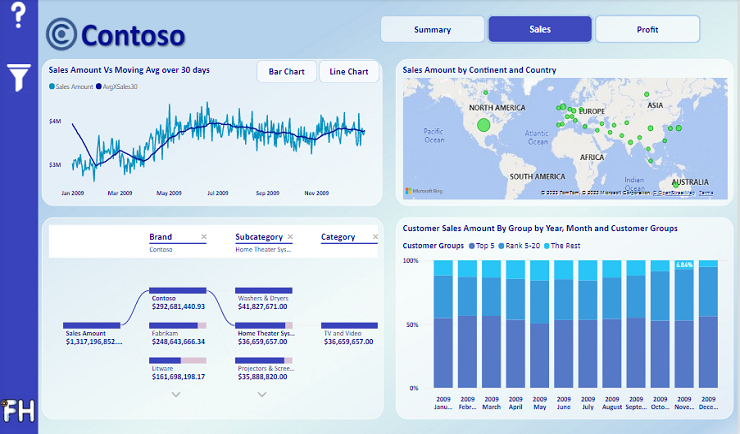 ?
Contoso
Summary
Sales
Profit
Sales Amount Vs Moving Avg over 30 days
Bar Chart
Line Chart
Sales Amount
AvgXSales30
$4M
$3M
Jan 2009
Mar 2009
May 2009
Jul 2009
Sep 2009
Nov 2009
Sales Amount by Continent and Country
NORTH AMERICA
EUROPE
ASIA
Pacific
Ocean
Atlantic
Ocean
AFRICA
SOUTH AMERICA
Indian
Ocean
AUSTRALIA
Microsoft Bing
© 2022 TomTom, © 2022 Microsoft Corporation, © OpenStreetMap Terms
Brand
Contoso
Subcategory
Home Theater Sys...
Category
Sales Amount
$1,317,196,852....
Contoso
$292,681,440.93
Fabrikam
$248,643,666.34
Litware
$161,698,198.17
Washers & Dryers
$41,827,671.00
Home Theater Sys...
$36,659,657.00
Projectors & Scree...
$35,888,820.00
TV and Video
$36,659,657.00
Customer Sales Amount By Group by Year, Month and Customer Groups
Customer Groups
Top 5
Rank 5-20
The Rest
100%
50%
0%
6.86%
2009 Janu...
2009 Febr...
2009 March
2009 April
2009 May
2009 June
2009 July
2009 August
2009 Septe...
2009 Octo...
2009 Nove...
2009 Dece...
FH